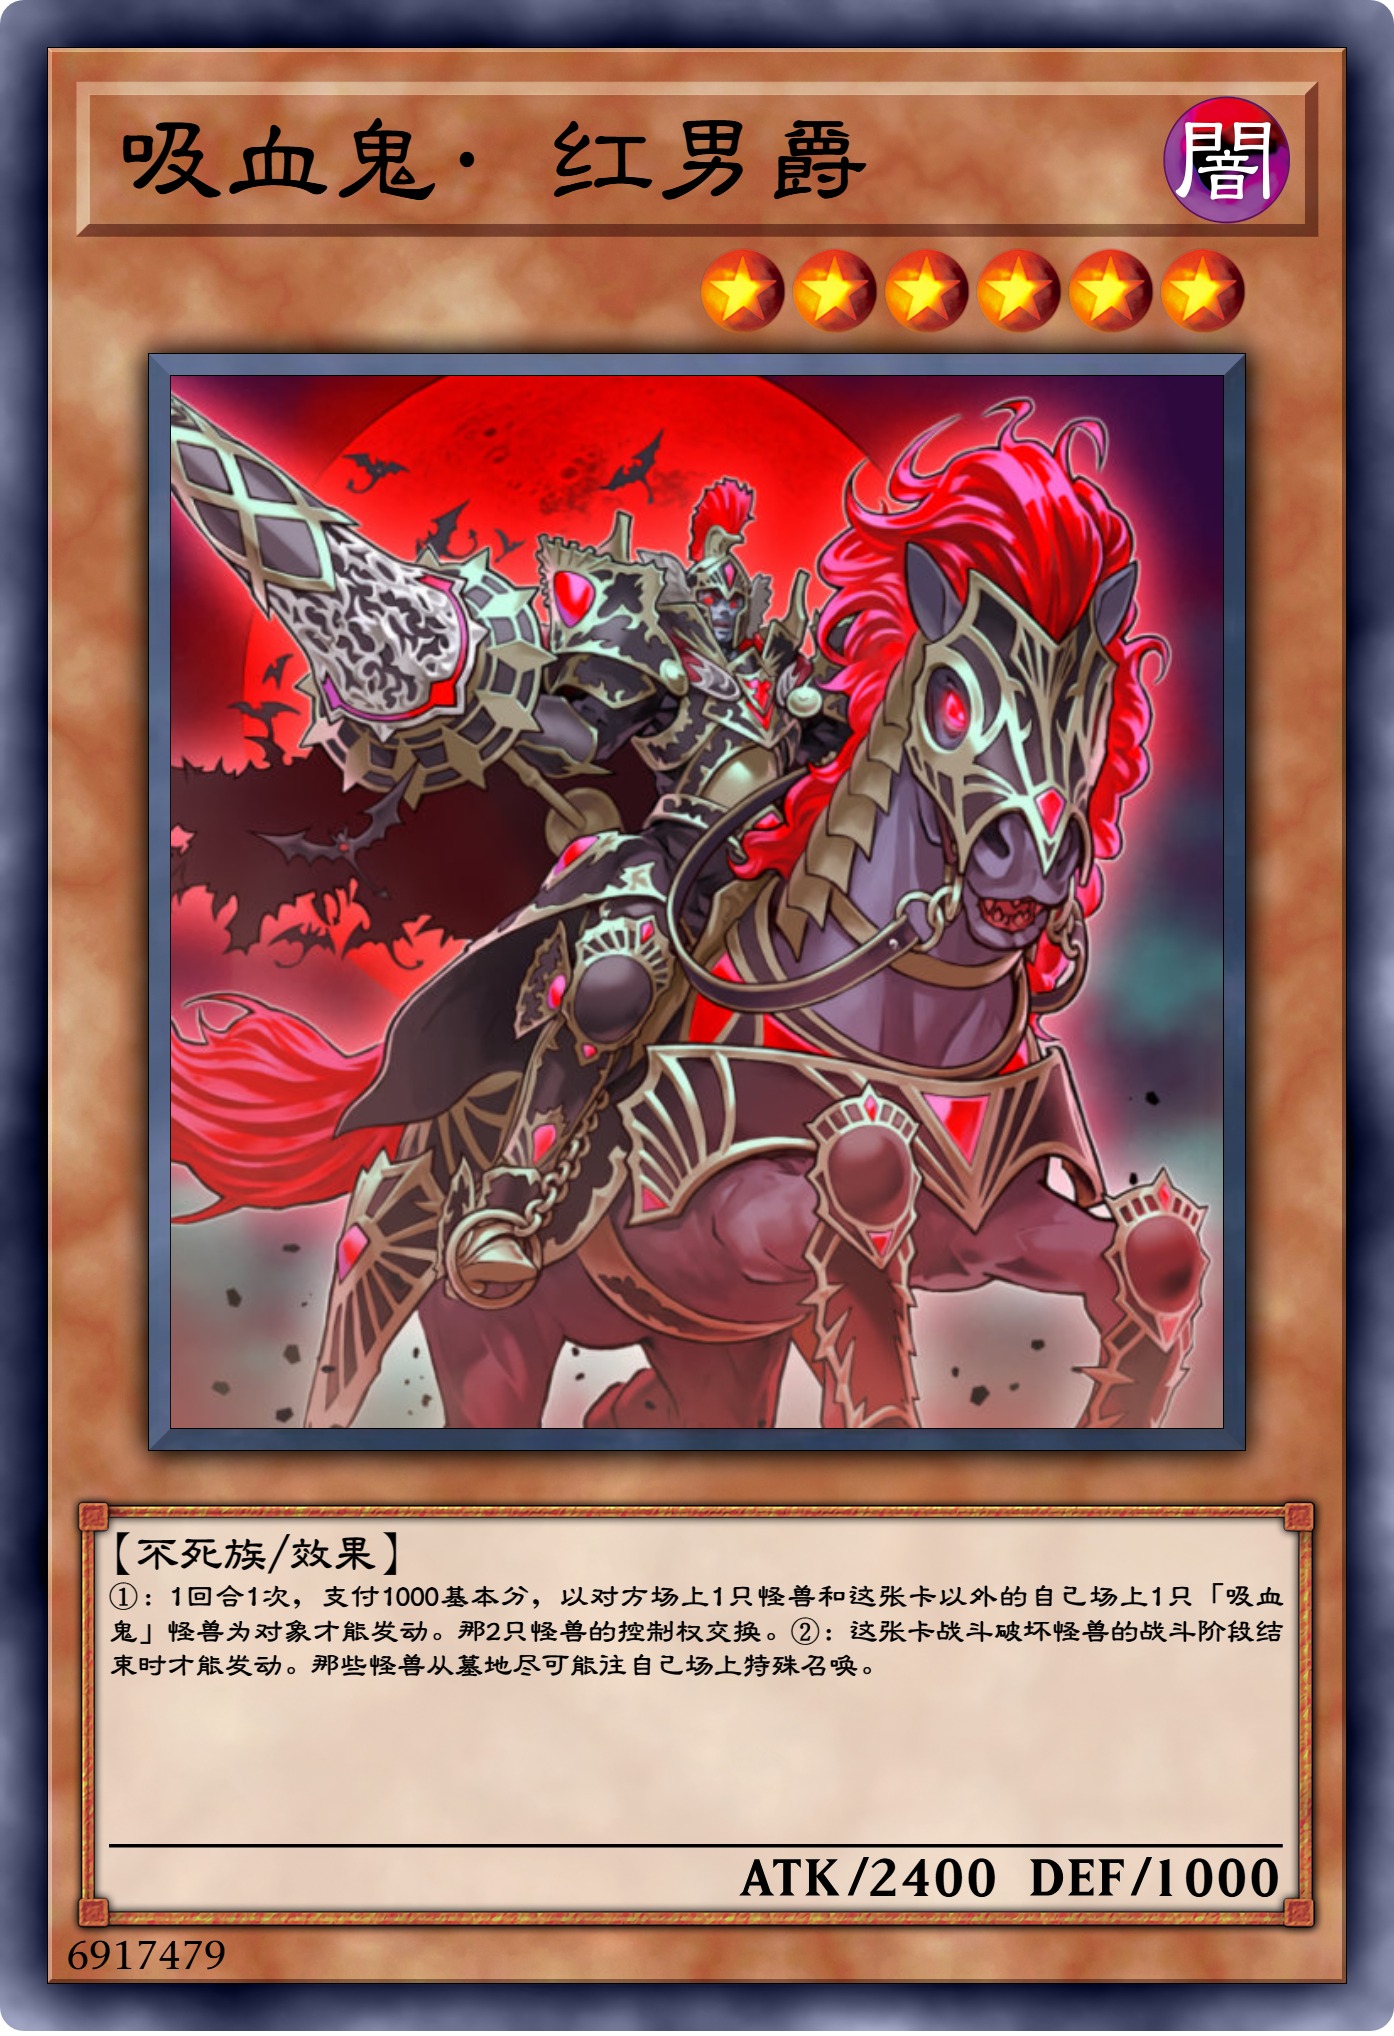 吸血鬼· 红男爵
闇
【不死族/效果】
①：1回合1次，支付1000基本分，以对方场上1只怪兽和这张卡以外的自己场上1只「吸血
鬼」怪兽为对象才能发动。那2只怪兽的控制权交换。②：这张卡战斗破坏怪兽的战斗阶段结
束时才能发动。那些怪兽从墓地尽可能往自己场上特殊召唤。
ATK/2400 DEF/1000
6917479